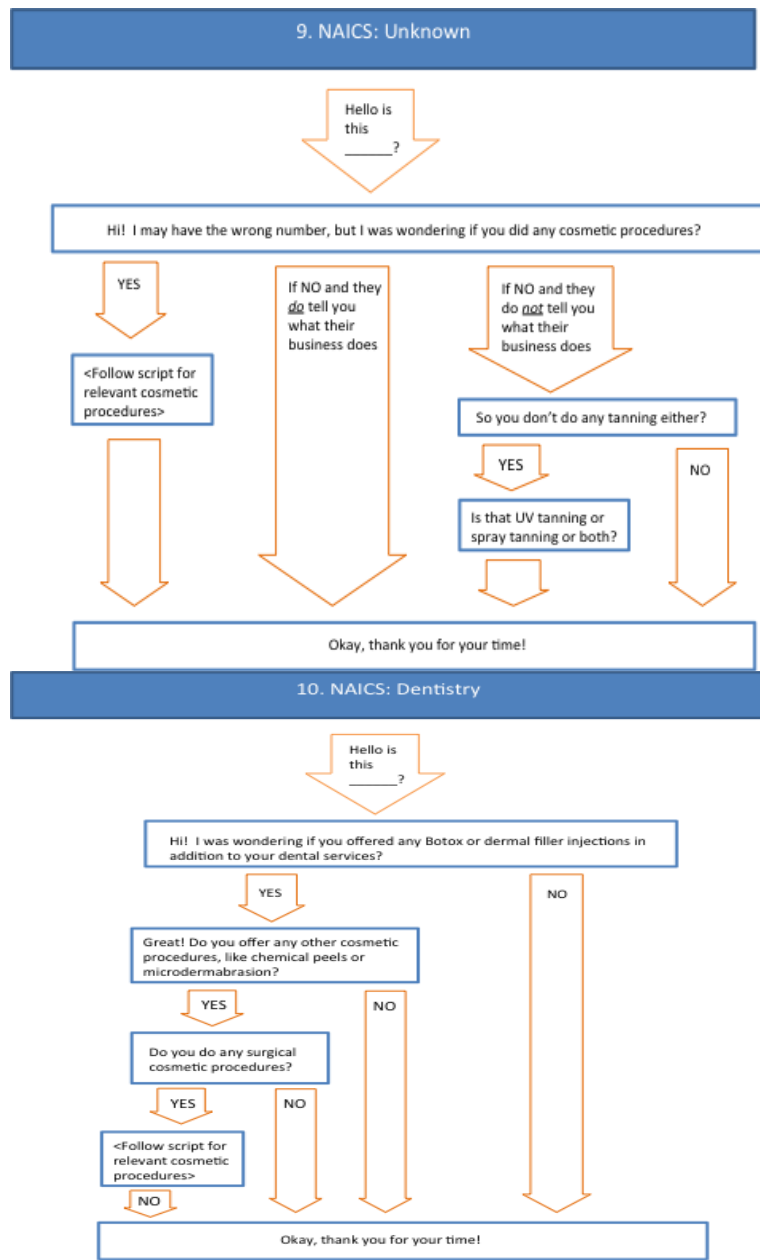 9. NAICS: Unknown
Hello is
this
______?
Hi!  I may have the wrong number, but I was wondering if you did any cosmetic procedures?
YES
If NO and they
do tell you
what their
business does
If NO and they
do not tell you
what their
business does
<Follow script for
relevant cosmetic
procedures>
So you don’t do any tanning either?
YES
NO
Is that UV tanning or
spray tanning or both?
Okay, thank you for your time!
10. NAICS: Dentistry
Hello is
this
______?
Hi!  I was wondering if you offered any Botox or dermal filler injections in
addition to your dental services?
YES
NO
Great! Do you offer any other cosmetic
procedures, like chemical peels or
microdermabrasion?
YES
NO
Do you do any surgical
cosmetic procedures?
YES
NO
<Follow script for
relevant cosmetic
procedures>
NO
Okay, thank you for your time!